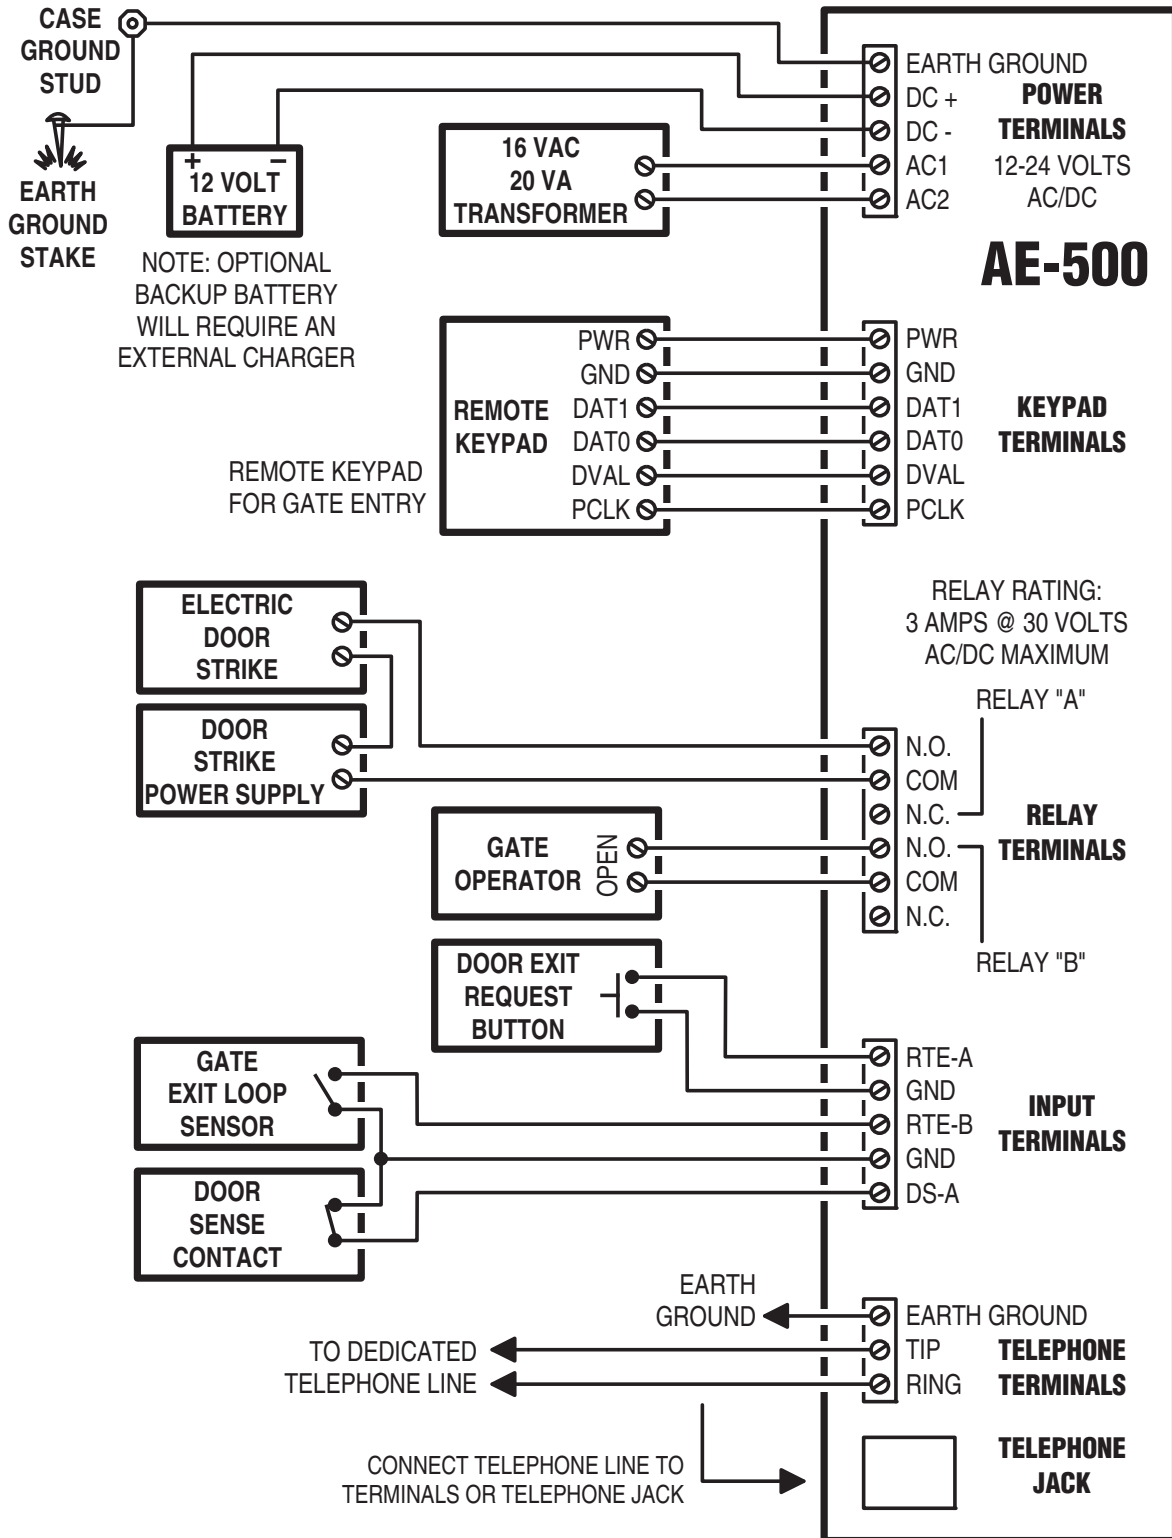 CASE
GROUND
STUD
EARTH
GROUND
STAKE
+ −
12 VOLT
BATTERY
NOTE: OPTIONAL
BACKUP BATTERY
WILL REQUIRE AN
EXTERNAL CHARGER
16 VAC
20 VA
TRANSFORMER
EARTH GROUND
DC +
DC -
AC1
AC2
POWER
TERMINALS
12-24 VOLTS
AC/DC
AE-500
REMOTE
KEYPAD
PWR
GND
DAT1
DAT0
DVAL
PCLK
REMOTE KEYPAD
FOR GATE ENTRY
PWR
GND
DAT1
DAT0
DVAL
PCLK
KEYPAD
TERMINALS
ELECTRIC
DOOR
STRIKE
DOOR
STRIKE
POWER SUPPLY
RELAY RATING:
3 AMPS @ 30 VOLTS
AC/DC MAXIMUM
RELAY "A"
N.O.
COM
N.C.
N.O.
COM
N.C.
RELAY
TERMINALS
RELAY "B"
GATE
OPERATOR
OPEN
DOOR EXIT
REQUEST
BUTTON
GATE
EXIT LOOP
SENSOR
DOOR
SENSE
CONTACT
RTE-A
GND
RTE-B
GND
DS-A
INPUT
TERMINALS
EARTH
GROUND
TO DEDICATED
TELEPHONE LINE
EARTH GROUND
TIP
RING
TELEPHONE
TERMINALS
CONNECT TELEPHONE LINE TO
TERMINALS OR TELEPHONE JACK
TELEPHONE
JACK